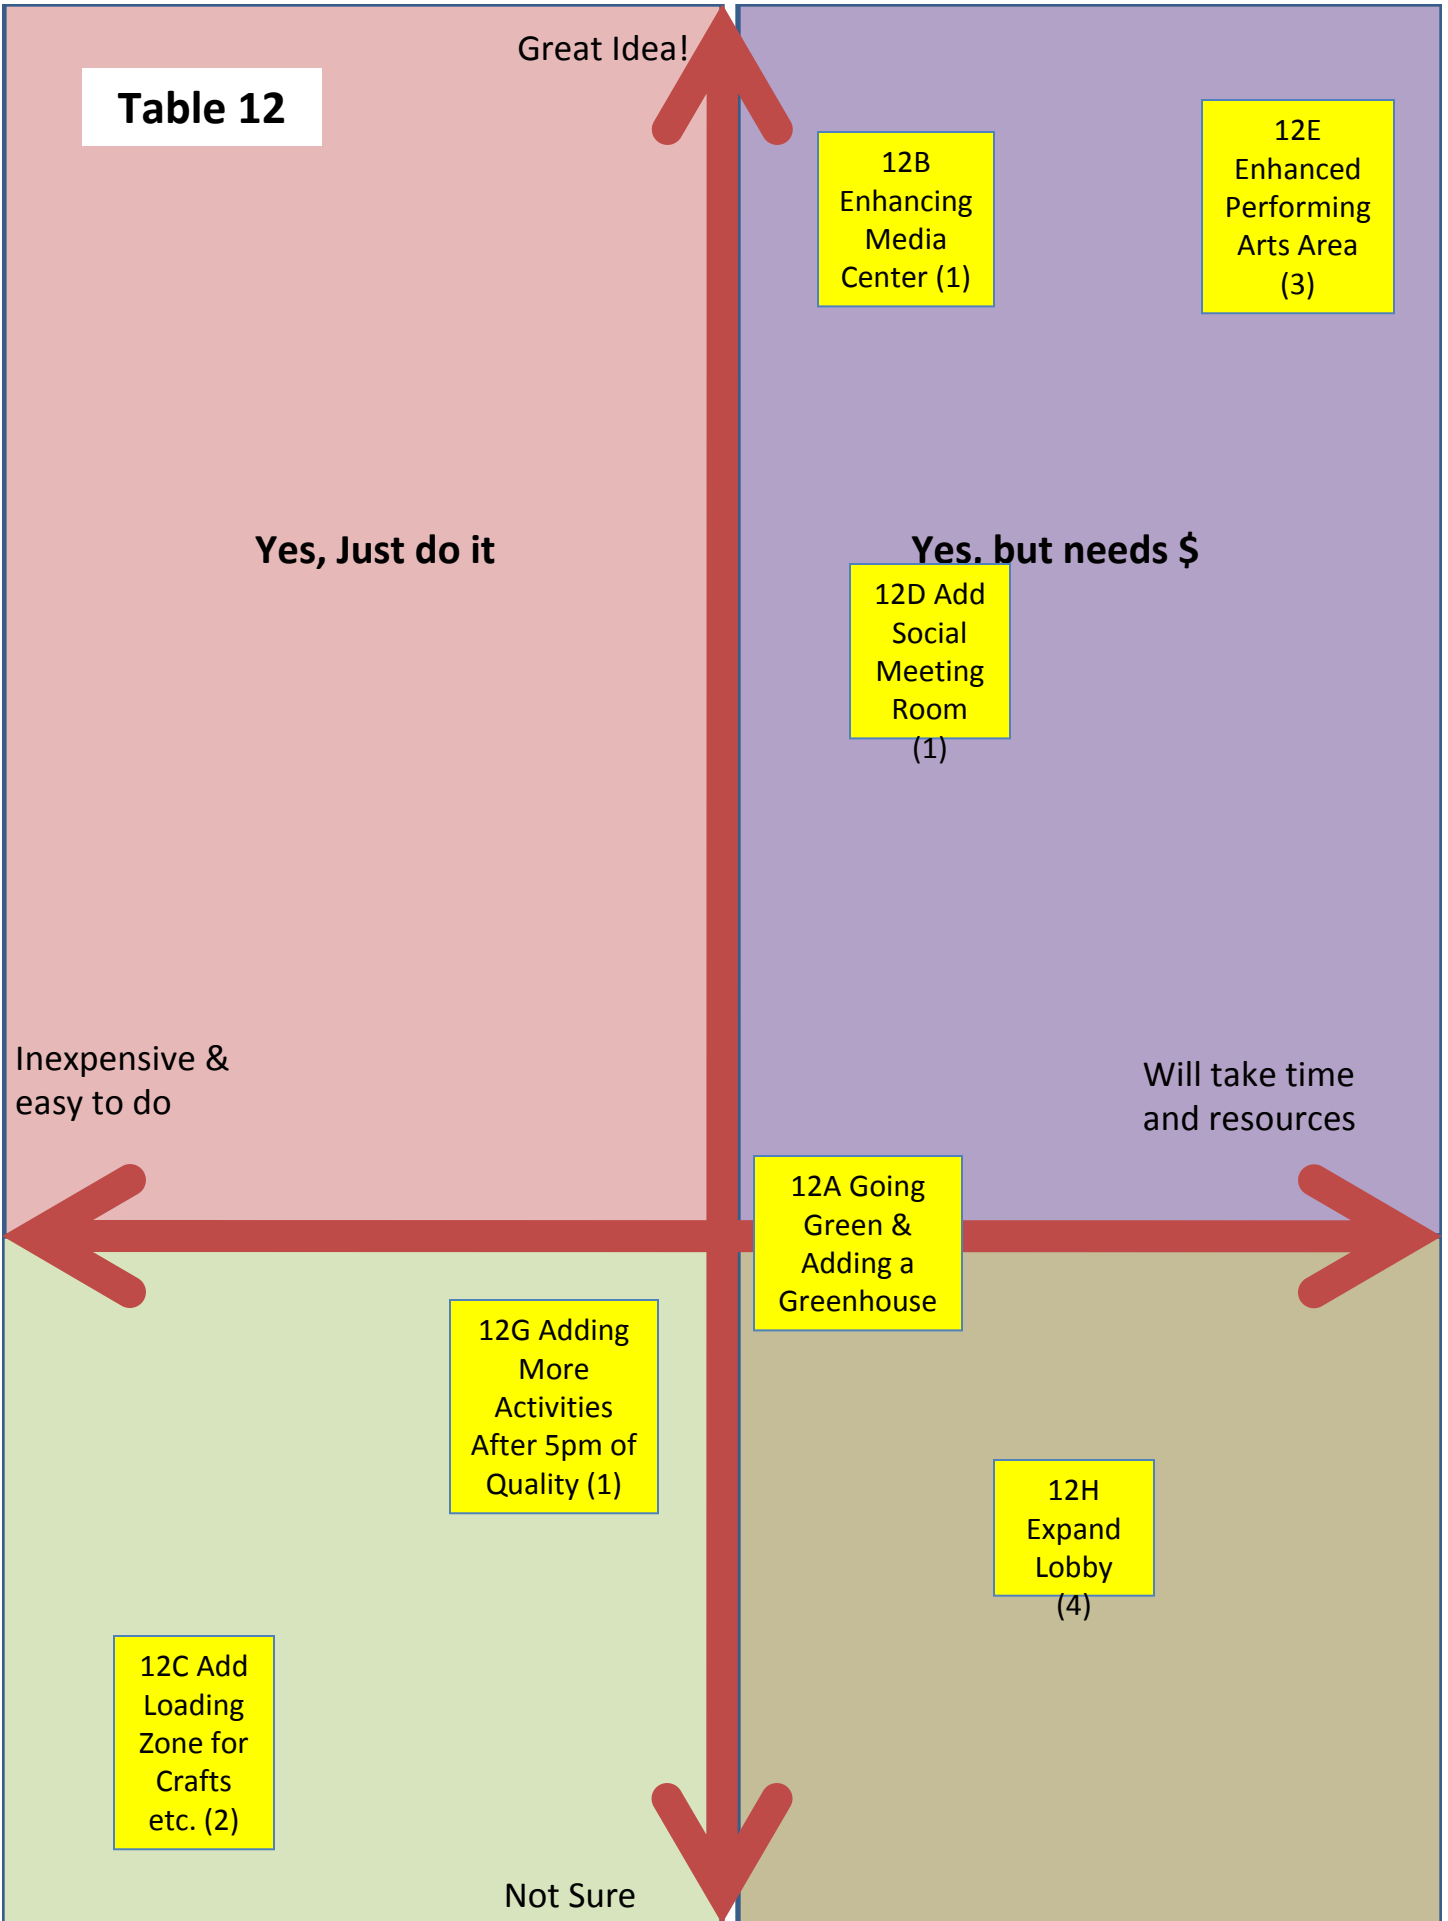 Great Idea!
Table 12
12B
Enhancing
Media
Center (1)
12E
Enhanced
Performing
Arts Area
(3)
Yes, Just do it
Yes, but needs $
12D Add
Social
Meeting
Room
(1)
Inexpensive &
easy to do
Will take time
and resources
12A Going
Green &
Adding a
Greenhouse
12G Adding
More
Activities
After 5pm of
Quality (1)
12H
Expand
Lobby
(4)
12C Add
Loading
Zone for
Crafts
etc. (2)
Not Sure